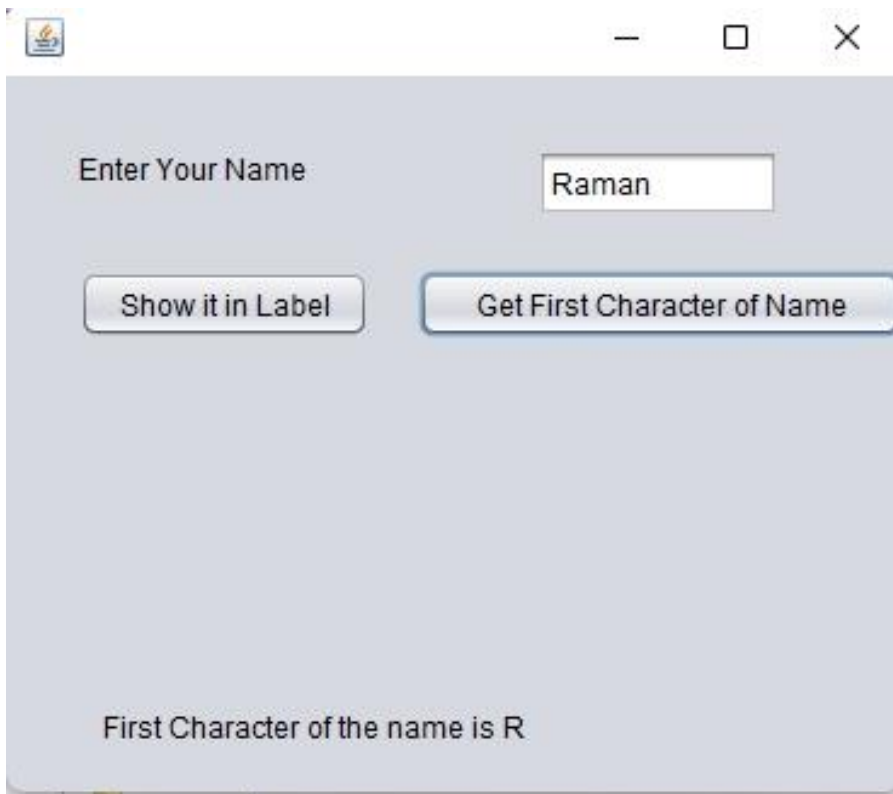 Enter Your Name
Raman
Show it in Label
Get First Character of Name
First Character of the name is R